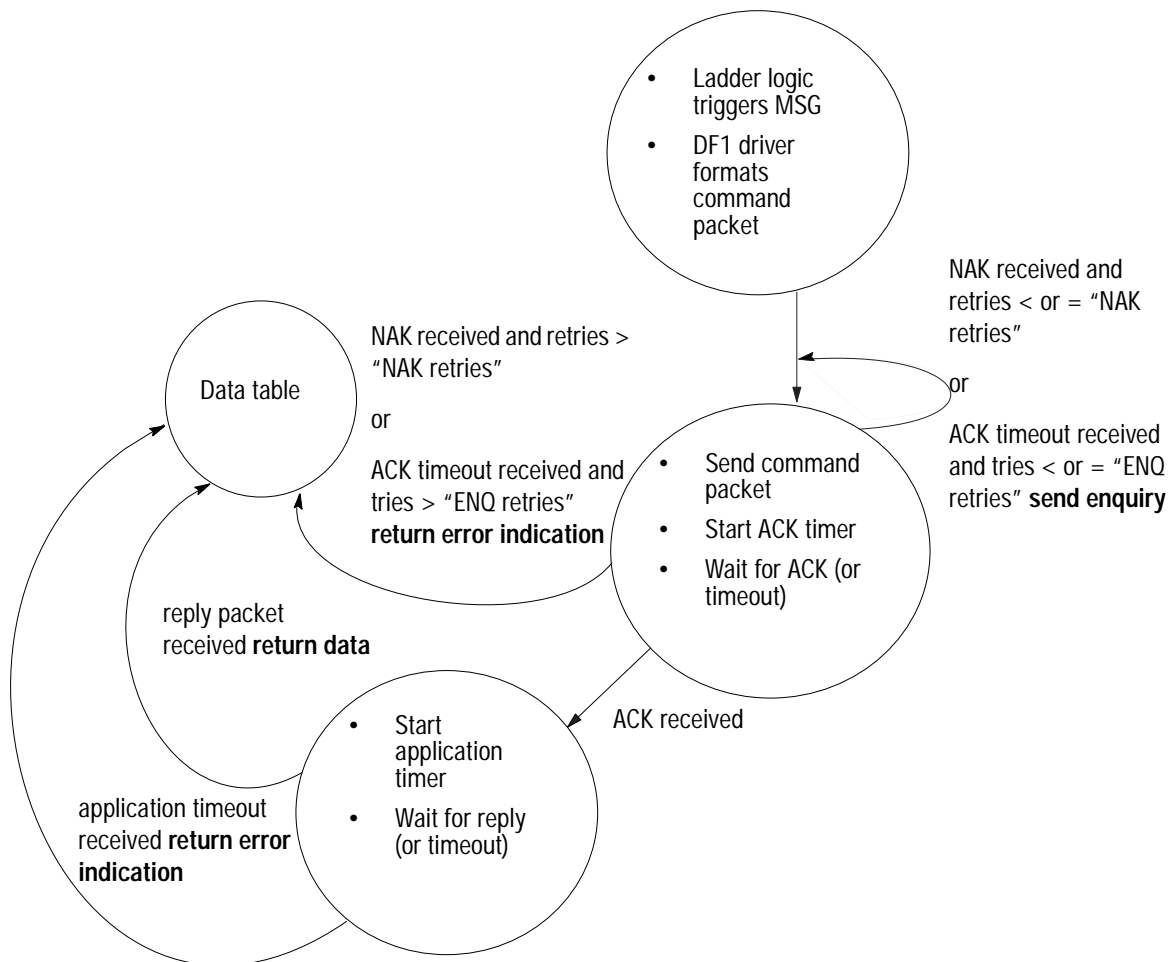 • Ladder logic
triggers MSG
• DF1 driver
formats
command
packet
NAK received and
retries < or = “NAK
retries”
or
ACK timeout received
and tries < or = “ENQ
retries” send enquiry
NAK received and retries >
“NAK retries”
or
ACK timeout received and
tries > “ENQ retries”
return error indication
Data table
• Send command
packet
• Start ACK timer
• Wait for ACK (or
timeout)
reply packet
received return data
ACK received
• Start
application
timer
• Wait for reply
(or timeout)
application timeout
received return error
indication